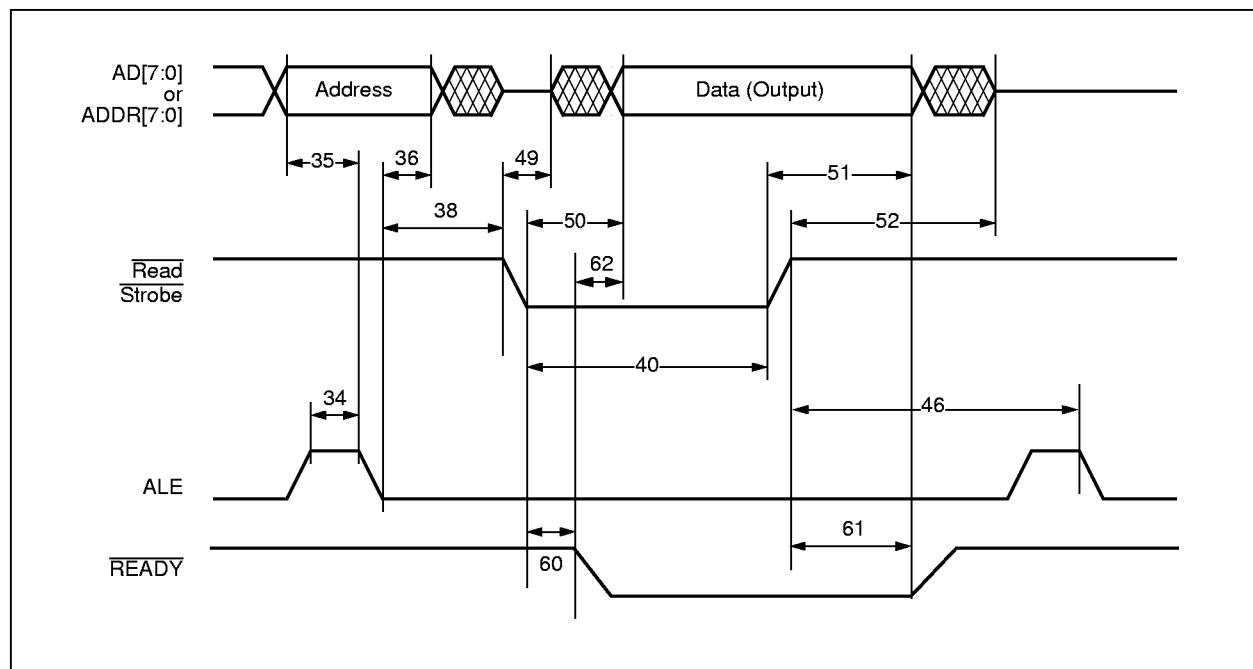 AD[7:0]
or
ADDR[7:0]
Address
Data (Output)
35
36
49
51
38
50
52
62
Read
Strobe
40
34
46
ALE
61
60
READY